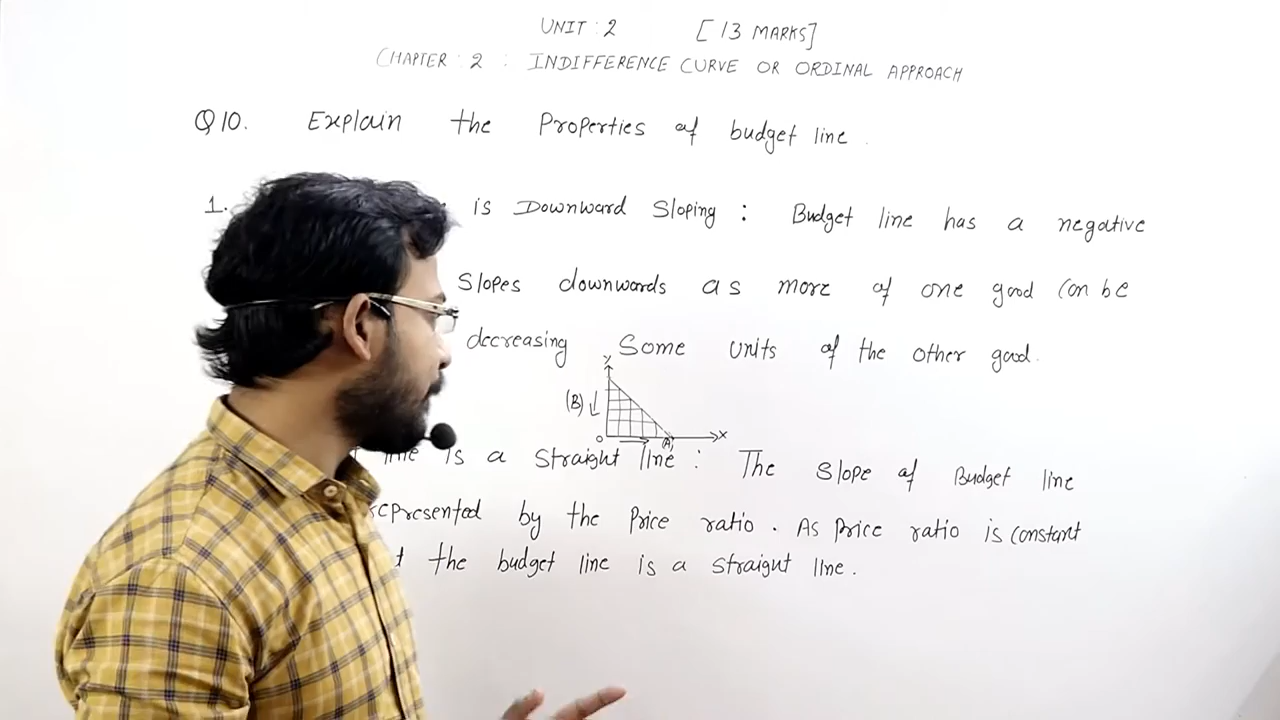 UNIT : 2 [ 13 MARKS]
CHAPTER : 2 : INDIFFERENCE CURVE OR ORDINAL APPROACH
Q10. Explain the Properties of budget line.
1. is Downward Sloping : Budget line has a negative
Slopes downwards as more of one good can be
decreasing Some units of the other good.
Y
(B)
O (A) X
line is a straight line : The slope of Budget line
represented by the Price ratio. As price ratio is constant
the budget line is a straight line.